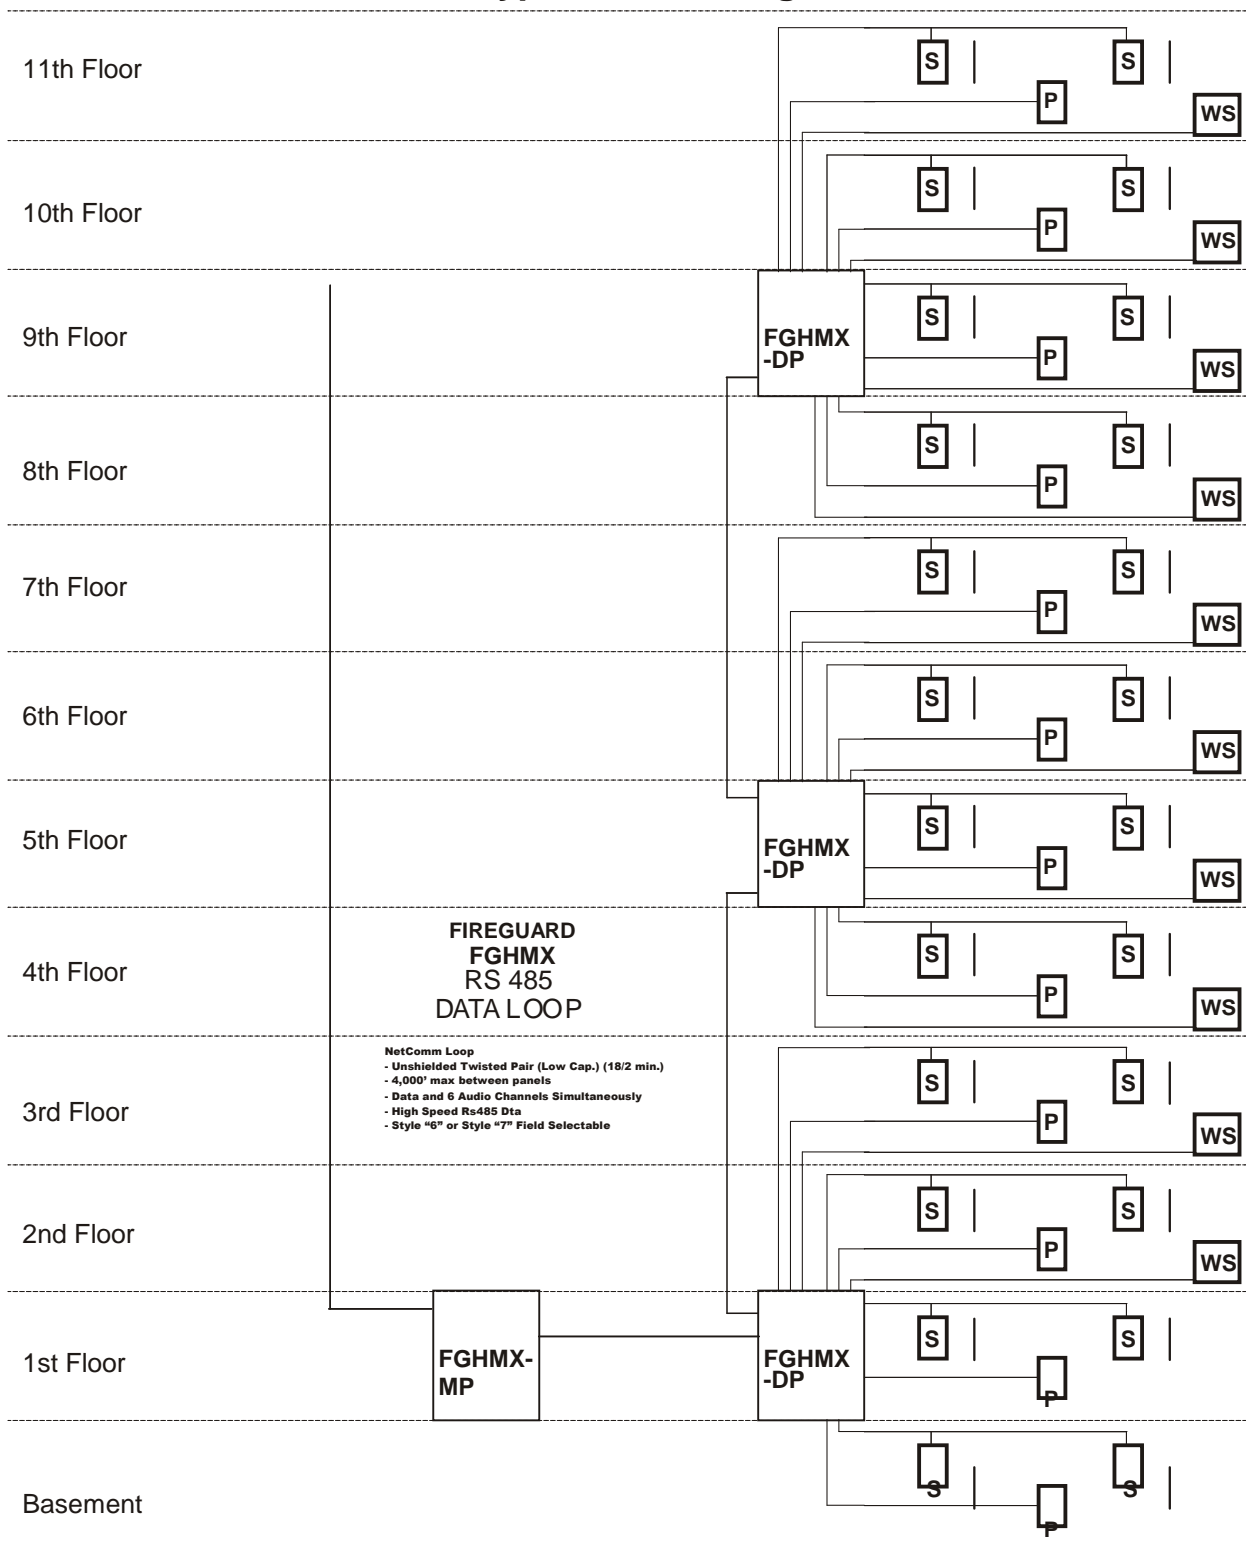 11th Floor
S
S
P
WS
10th Floor
S
S
P
WS
9th Floor
FGHMX
-DP
S
S
P
WS
8th Floor
S
S
P
WS
7th Floor
S
S
P
WS
6th Floor
S
S
P
WS
5th Floor
FGHMX
-DP
S
S
P
WS
4th Floor
FIREGUARD
FGHMX
RS 485
DATA LOOP
S
S
P
WS
NetComm Loop
- Unshielded Twisted Pair (Low Cap.) (18/2 min.)
- 4,000' max between panels
- Data and 6 Audio Channels Simultaneously
- High Speed Rs485 Dta
- Style “6” or Style “7” Field Selectable
3rd Floor
S
S
P
WS
2nd Floor
S
S
P
WS
1st Floor
FGHMX-
MP
FGHMX
-DP
S
S
P
Basement
S
S
P